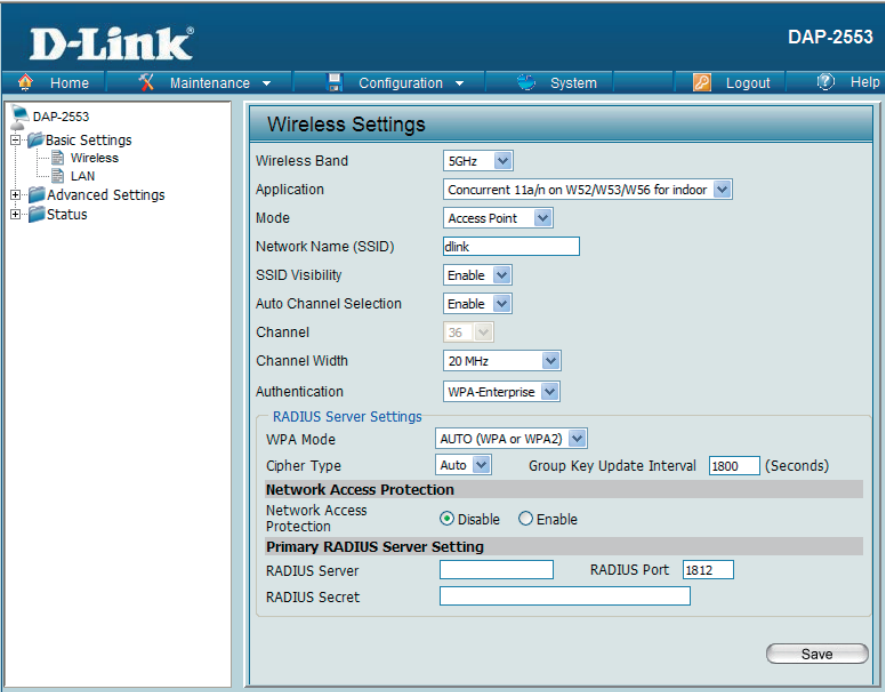 D-Link®
DAP-2553
Home Maintenance Configuration System Logout Help
DAP-2553
Basic Settings
Wireless
LAN
Advanced Settings
Status
Wireless Settings
Wireless Band 5GHz
Application Concurrent 11a/n on W52/W53/W56 for indoor
Mode Access Point
Network Name (SSID) dlink
SSID Visibility Enable
Auto Channel Selection Enable
Channel 36
Channel Width 20 MHz
Authentication WPA-Enterprise
RADIUS Server Settings
WPA Mode AUTO (WPA or WPA2)
Cipher Type Auto Group Key Update Interval 1800 (Seconds)
Network Access Protection
Network Access
Protection Disable Enable
Primary RADIUS Server Setting
RADIUS Server RADIUS Port 1812
RADIUS Secret
Save